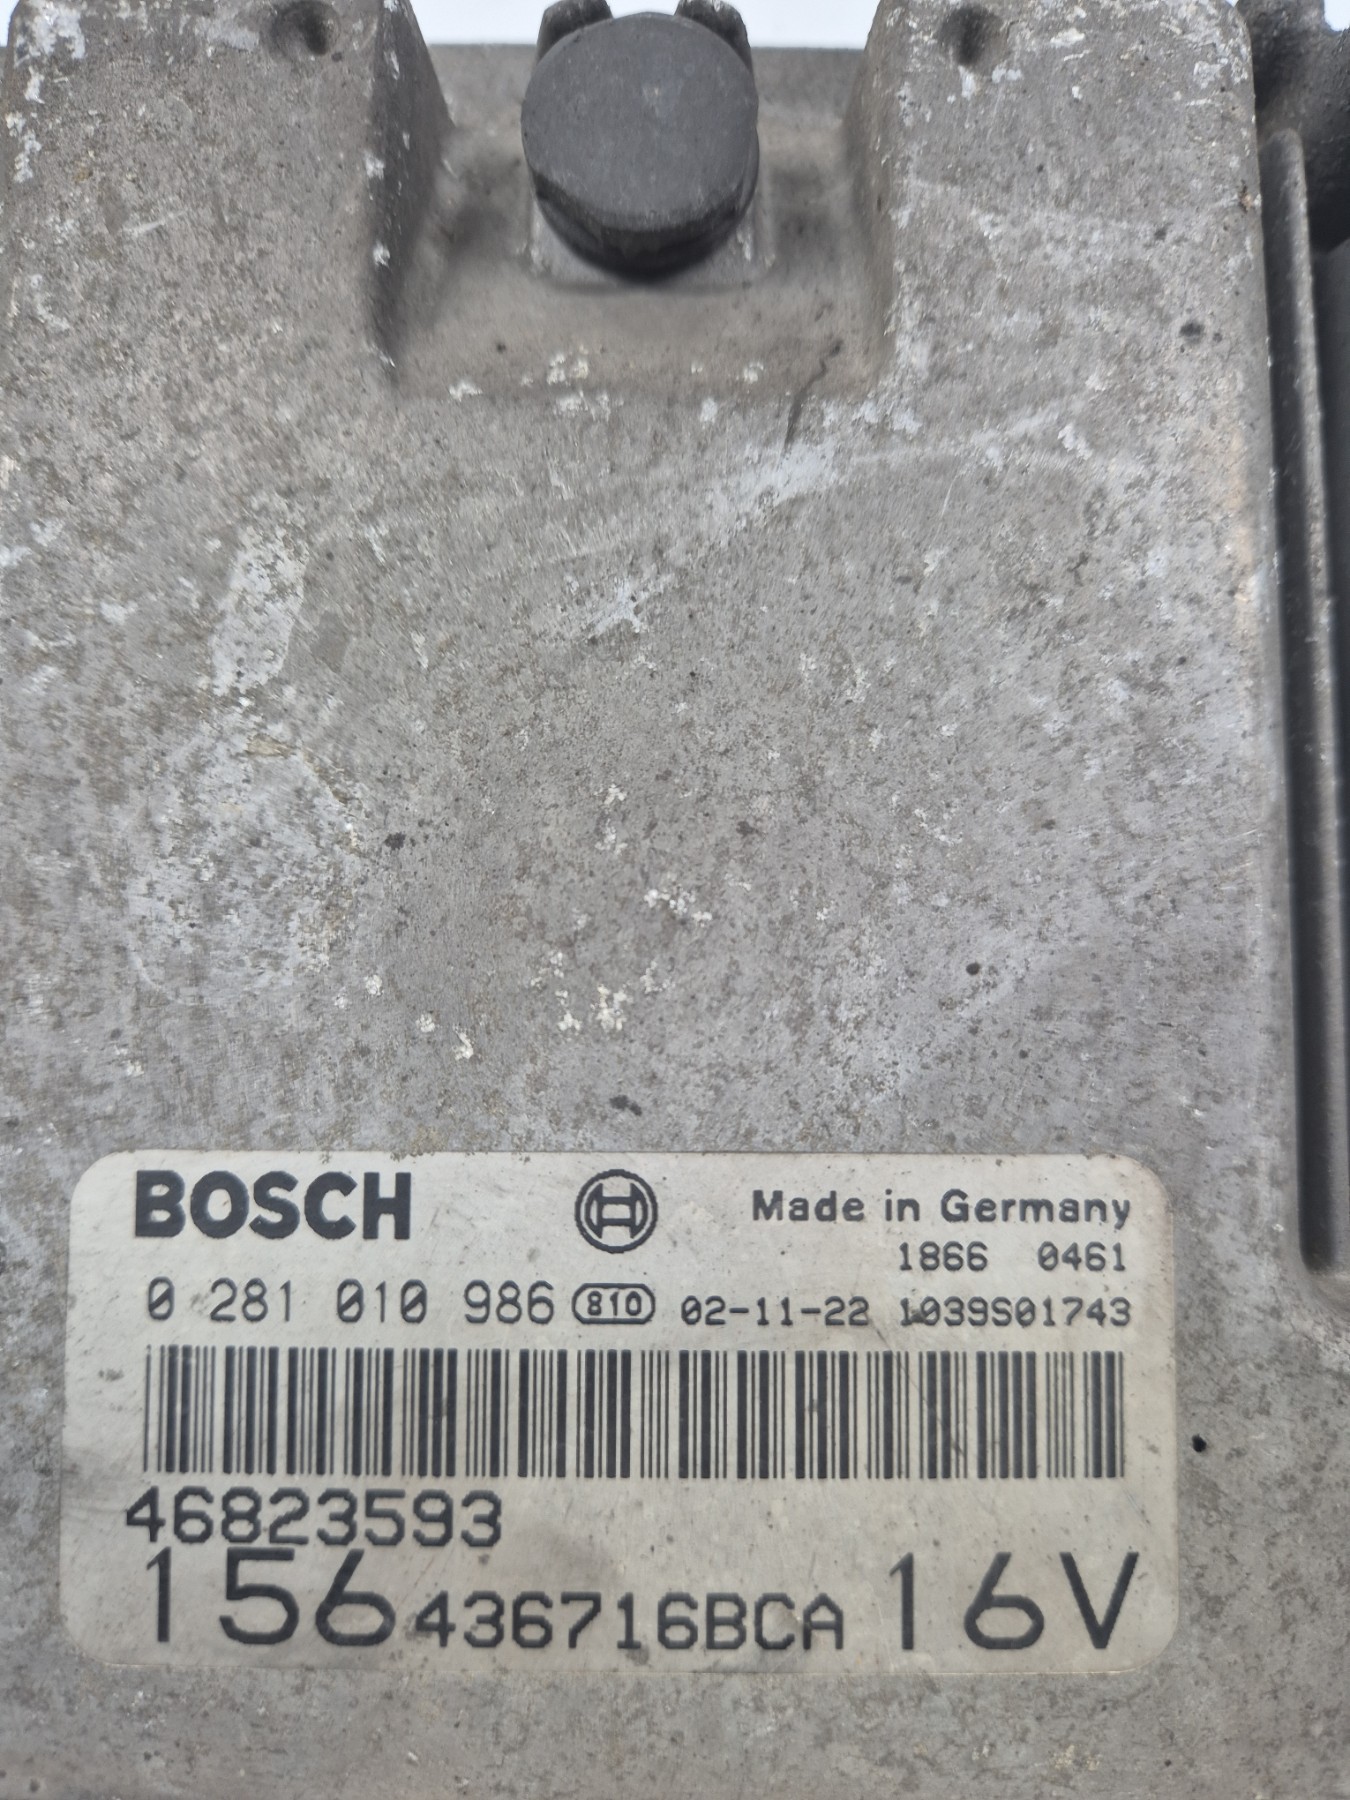 BOSCH Made in Germany
1866 0461
0 281 010 986 810 02-11-22 1039S01743
46823593
156 436716BCA 16V